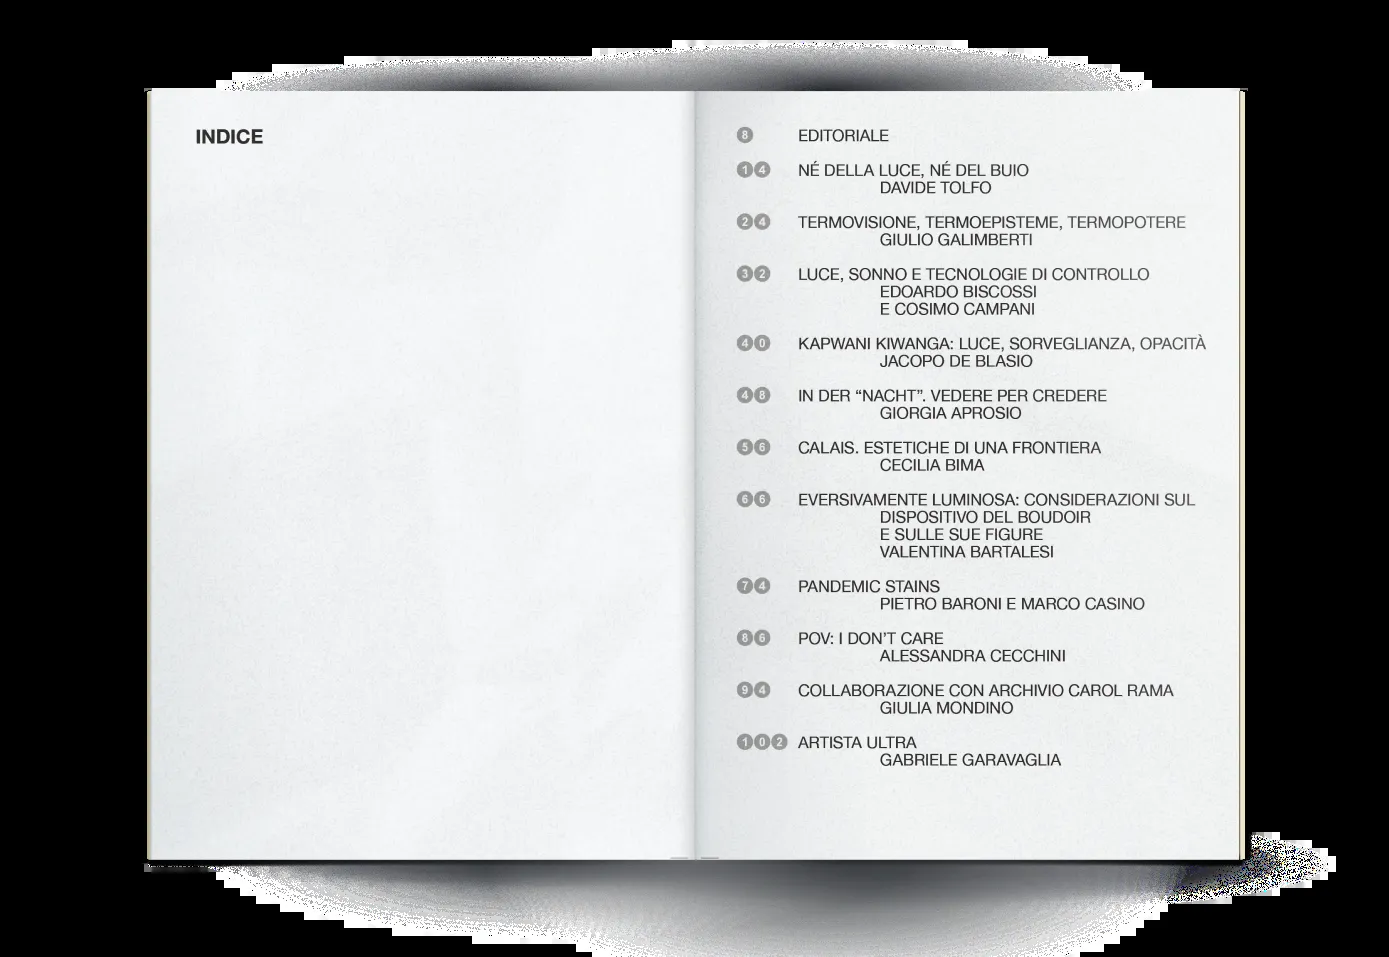 INDICE
8 EDITORIALE
14 NÉ DELLA LUCE, NÉ DEL BUIO
DAVIDE TOLFO
24 TERMOVISIONE, TERMOEPISTEME, TERMOPOTERE
GIULIO GALIMBERTI
32 LUCE, SONNO E TECNOLOGIE DI CONTROLLO
EDOARDO BISCOSSI
E COSIMO CAMPANI
40 KAPWANI KIWANGA: LUCE, SORVEGLIANZA, OPACITÀ
JACOPO DE BLASIO
48 IN DER “NACHT”. VEDERE PER CREDERE
GIORGIA APROSIO
56 CALAIS. ESTETICHE DI UNA FRONTIERA
CECILIA BIMA
66 EVERSIVAMENTE LUMINOSA: CONSIDERAZIONI SUL
DISPOSITIVO DEL BOUDOIR
E SULLE SUE FIGURE
VALENTINA BARTALESI
74 PANDEMIC STAINS
PIETRO BARONI E MARCO CASINO
86 POV: I DON’T CARE
ALESSANDRA CECCHINI
94 COLLABORAZIONE CON ARCHIVIO CAROL RAMA
GIULIA MONDINO
102 ARTISTA ULTRA
GABRIELE GARAVAGLIA